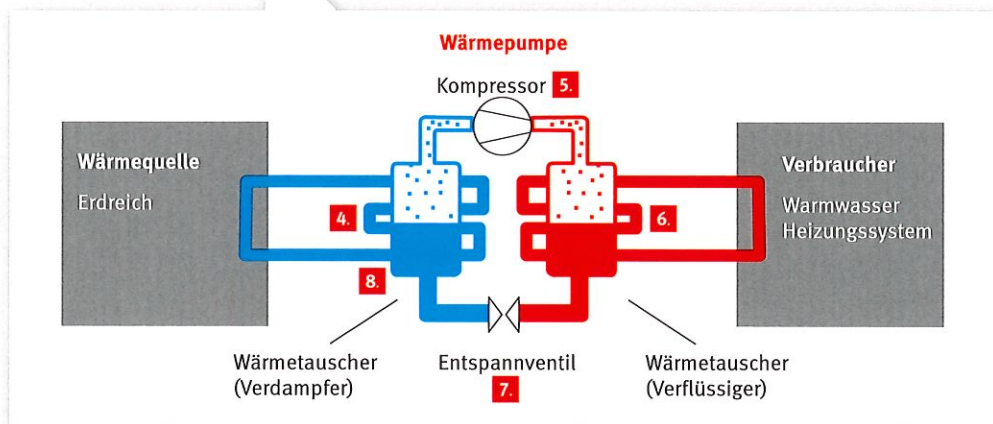 Wärmepumpe
Kompressor 5.
Wärmequelle
Erdreich
Verbraucher
Warmwasser
Heizungssystem
4.
6.
8.
Wärmetauscher
(Verdampfer)
Entspannventil
7.
Wärmetauscher
(Verflüssiger)